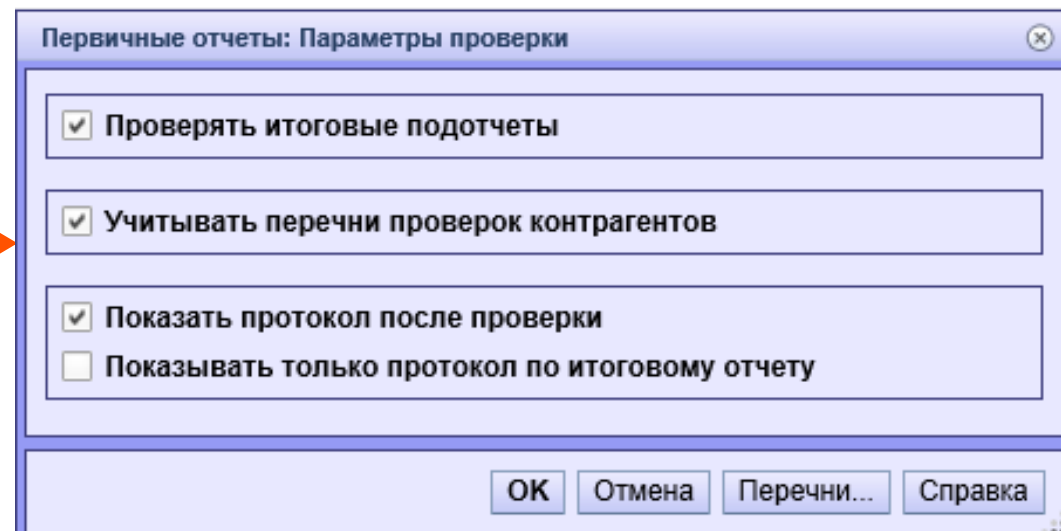 Первичные отчеты: Параметры проверки
Проверять итоговые подотчеты
Учитывать перечни проверок контрагентов
Показать протокол после проверки
Показывать только протокол по итоговому отчету
ОК Отмена Перечни... Справка